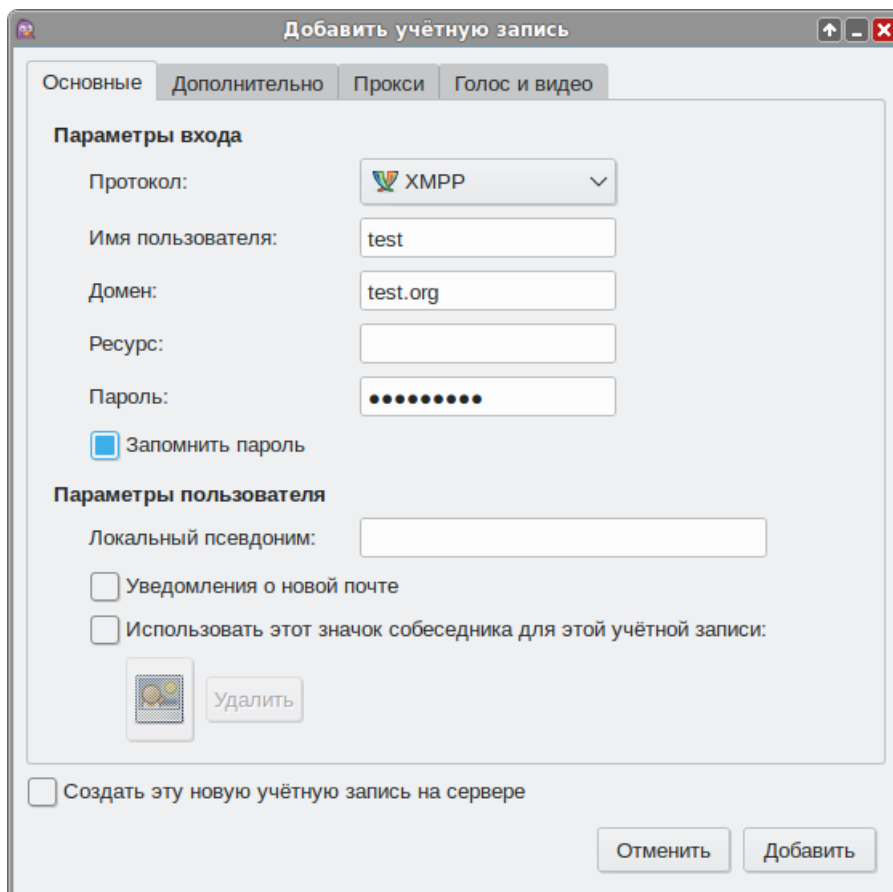 Добавить учётную запись
Основные Дополнительно Прокси Голос и видео
Параметры входа
Протокол: XMPP
Имя пользователя: test
Домен: test.org
Ресурс:
Пароль: ●●●●●●●●●
Запомнить пароль
Параметры пользователя
Локальный псевдоним:
Уведомления о новой почте
Использовать этот значок собеседника для этой учётной записи:
Удалить
Создать эту новую учётную запись на сервере
Отменить Добавить